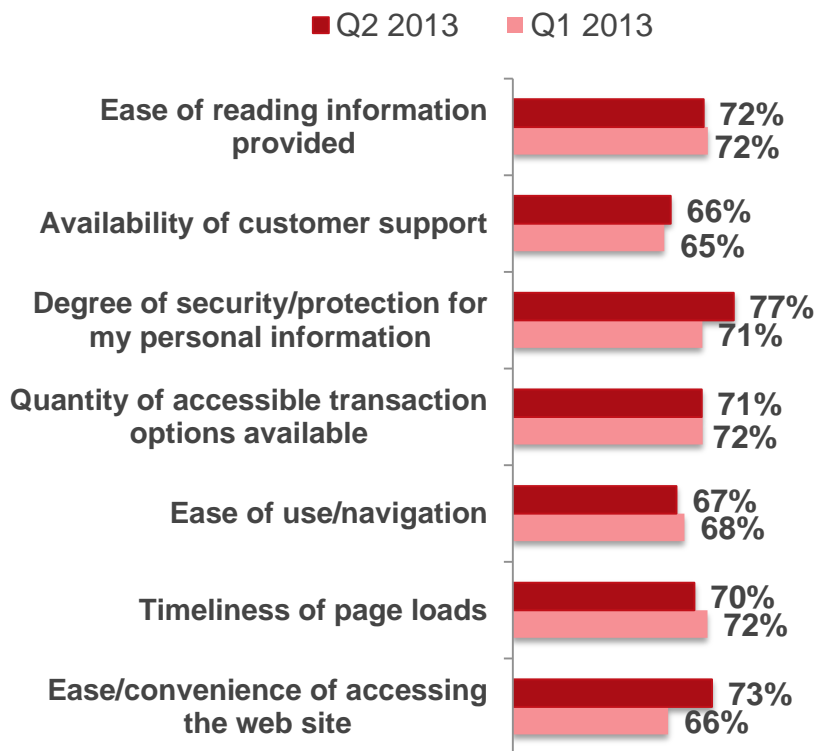 Q2 2013 Q1 2013
Ease of reading information
provided
72%
72%
Availability of customer support
66%
65%
Degree of security/protection for
my personal information
77%
71%
Quantity of accessible transaction
options available
71%
72%
Ease of use/navigation
67%
68%
Timeliness of page loads
70%
72%
Ease/convenience of accessing
the web site
73%
66%